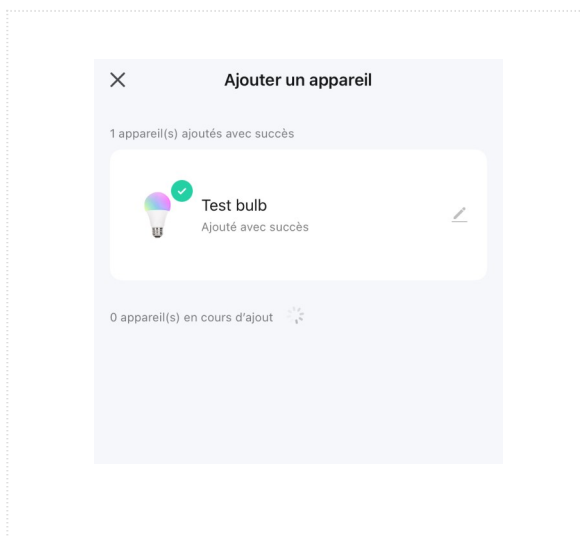 Ajouter un appareil
1 appareil(s) ajoutés avec succès
Test bulb
Ajouté avec succès
0 appareil(s) en cours d’ajout